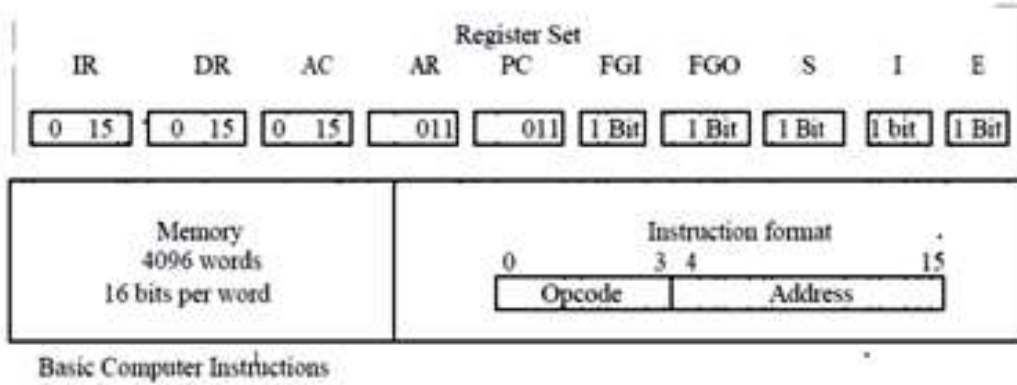 Register Set
IR DR AC AR PC FGI FGO S I E
0 15 0 15 0 15 011 011 1 Bit 1 Bit 1 Bit 1 bit 1 Bit
Memory
4096 words
16 bits per word
Instruction format
0 3 4 15
Opcode Address
Basic Computer Instructions